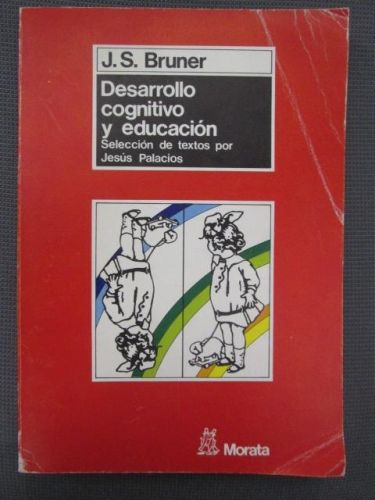 J. S. Bruner
Desarrollo
cognitivo
y educación
Selección de textos por
Jesús Palacios
Morata